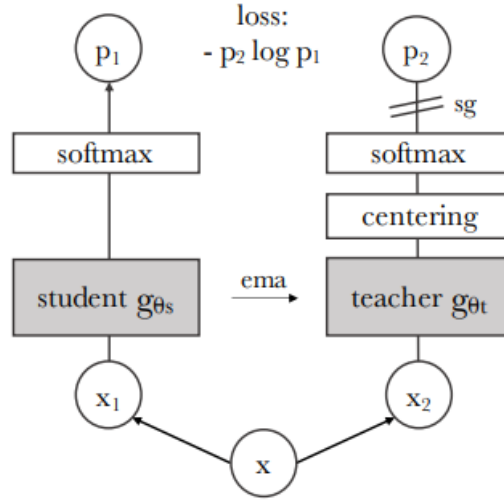 loss:
- p₂ log p₁
p₁
p₂
sg
softmax
softmax
centering
student gθs
ema
teacher gθt
x₁
x₂
x